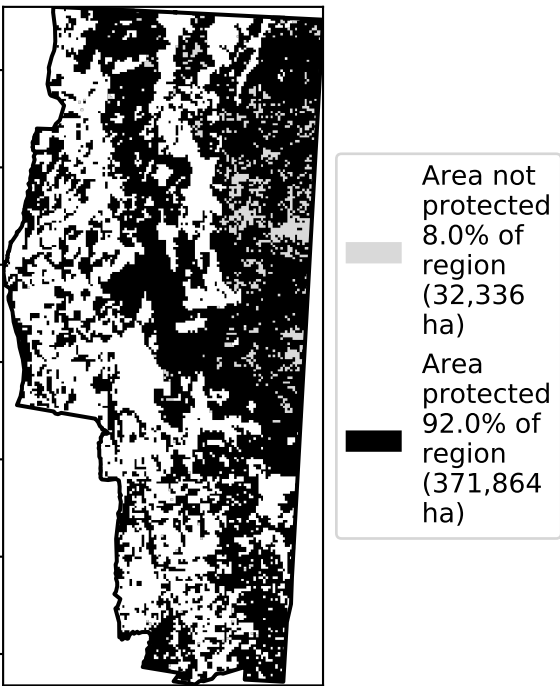 Area not
protected
8.0% of
region
(32,336
ha)
Area
protected
92.0% of
region
(371,864
ha)